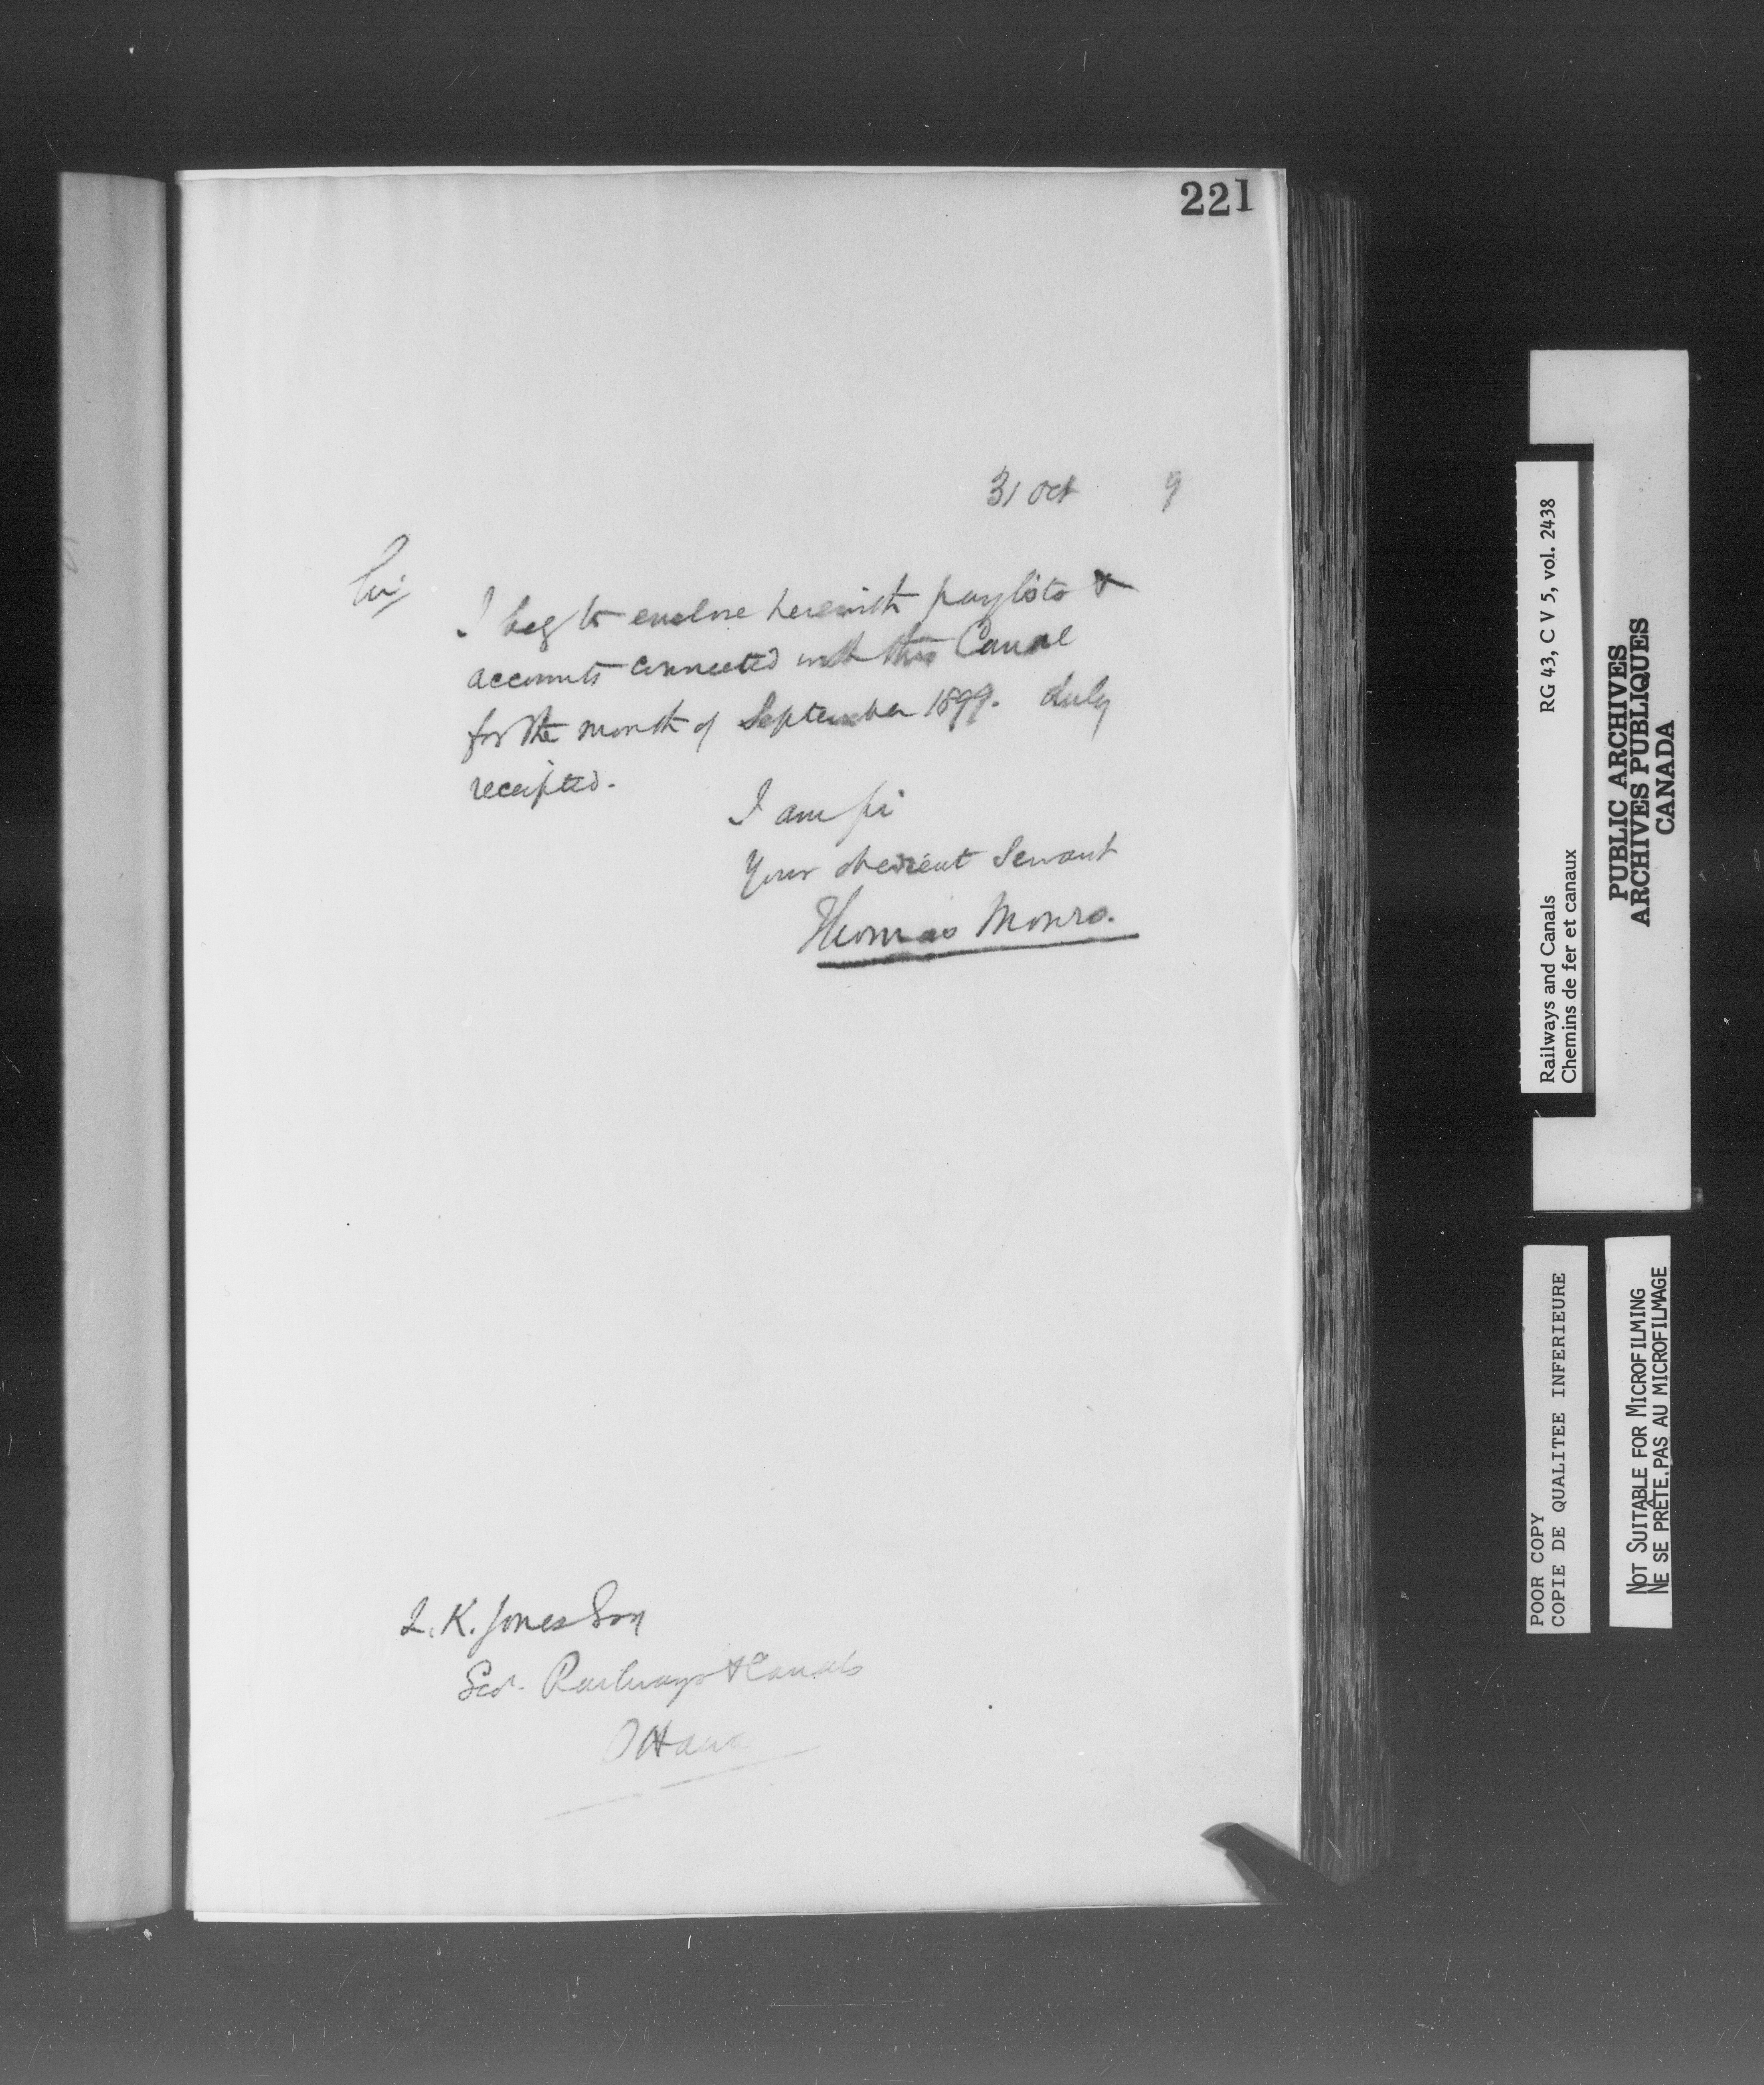 221
31 Oct 9
Sir,
I beg to enclose herewith paylists &
accounts connected with this Canal
for the month of September 1899. duly
receipted.
I am Sir
Your obedient Servant
Thomas Monro.
L. K. Jones Esq
Secr. Railways & Canals
Ottawa
RG 43, C V 5, vol. 2438
Railways and Canals
Chemins de fer et canaux
PUBLIC ARCHIVES
ARCHIVES PUBLIQUES
CANADA
POOR COPY
COPIE DE QUALITEE INFERIEURE
NOT SUITABLE FOR MICROFILMING
NE SE PRÊTE PAS AU MICROFILMAGE